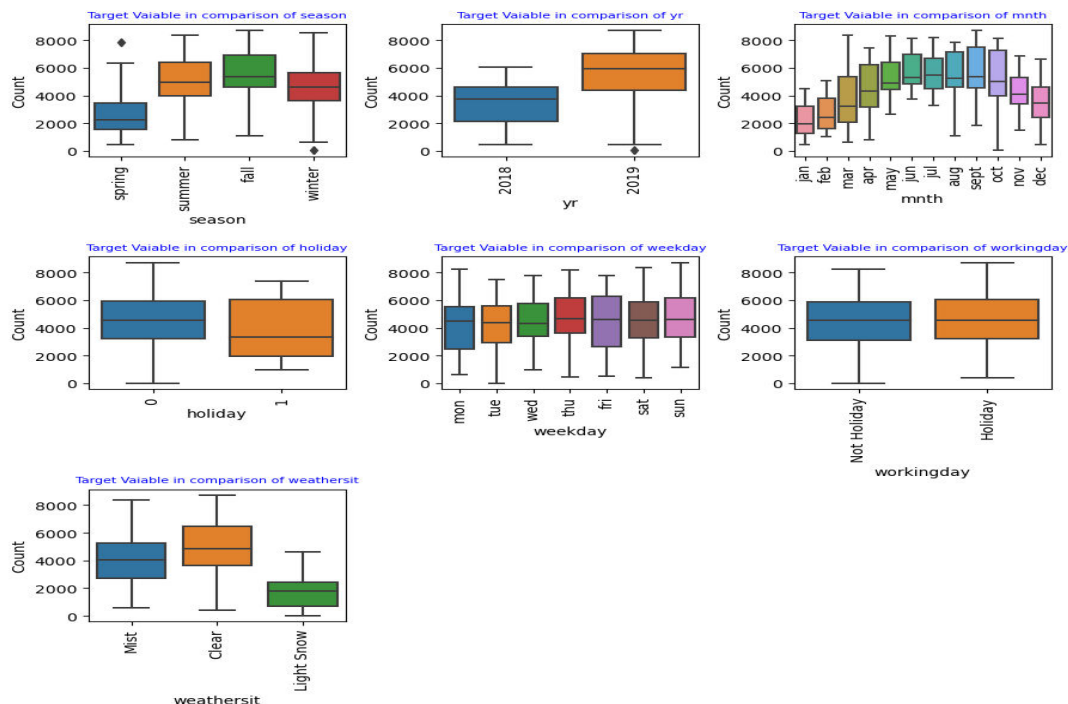 Target Vaiable in comparison of season
8000
6000
4000
2000
0
Count
spring
summer
fall
winter
season
Target Vaiable in comparison of yr
8000
6000
4000
2000
0
Count
2018
2019
yr
Target Vaiable in comparison of mnth
8000
6000
4000
2000
0
Count
jan
feb
mar
apr
may
jun
jul
aug
sept
oct
nov
dec
mnth
Target Vaiable in comparison of holiday
8000
6000
4000
2000
0
Count
0
1
holiday
Target Vaiable in comparison of weekday
8000
6000
4000
2000
0
Count
mon
tue
wed
thu
fri
sat
sun
weekday
Target Vaiable in comparison of workingday
8000
6000
4000
2000
0
Count
Not Holiday
Holiday
workingday
Target Vaiable in comparison of weathersit
8000
6000
4000
2000
0
Count
Mist
Clear
Light Snow
weathersit